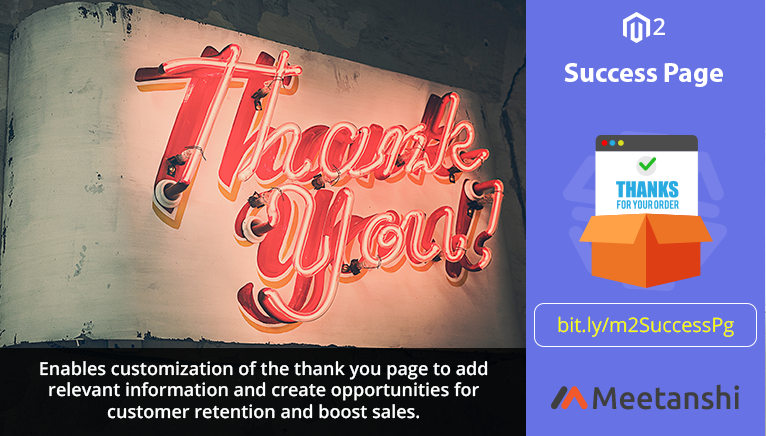 Thank
You!
Enables customization of the thank you page to add
relevant information and create opportunities for
customer retention and boost sales.
2
Success Page
THANKS
FOR YOUR ORDER
bit.ly/m2SuccessPg
Meetanshi